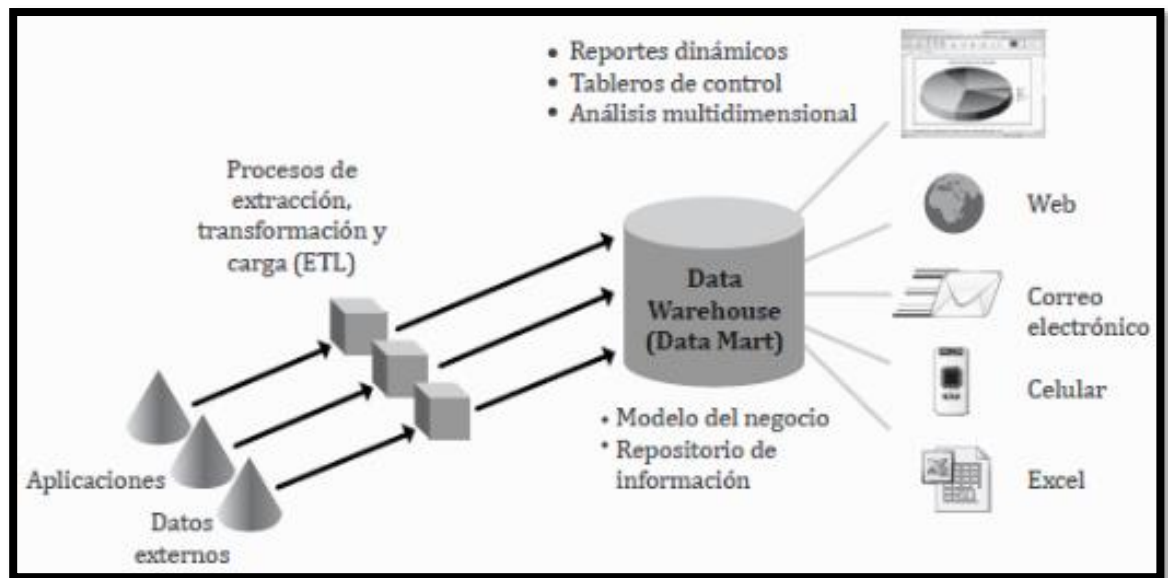 • Reportes dinámicos
• Tableros de control
• Análisis multidimensional
Procesos de
extracción,
transformación y
carga (ETL)
Data
Warehouse
(Data Mart)
Web
Correo
electrónico
Celular
Excel
• Modelo del negocio
* Repositorio de
información
Aplicaciones
Datos
externos